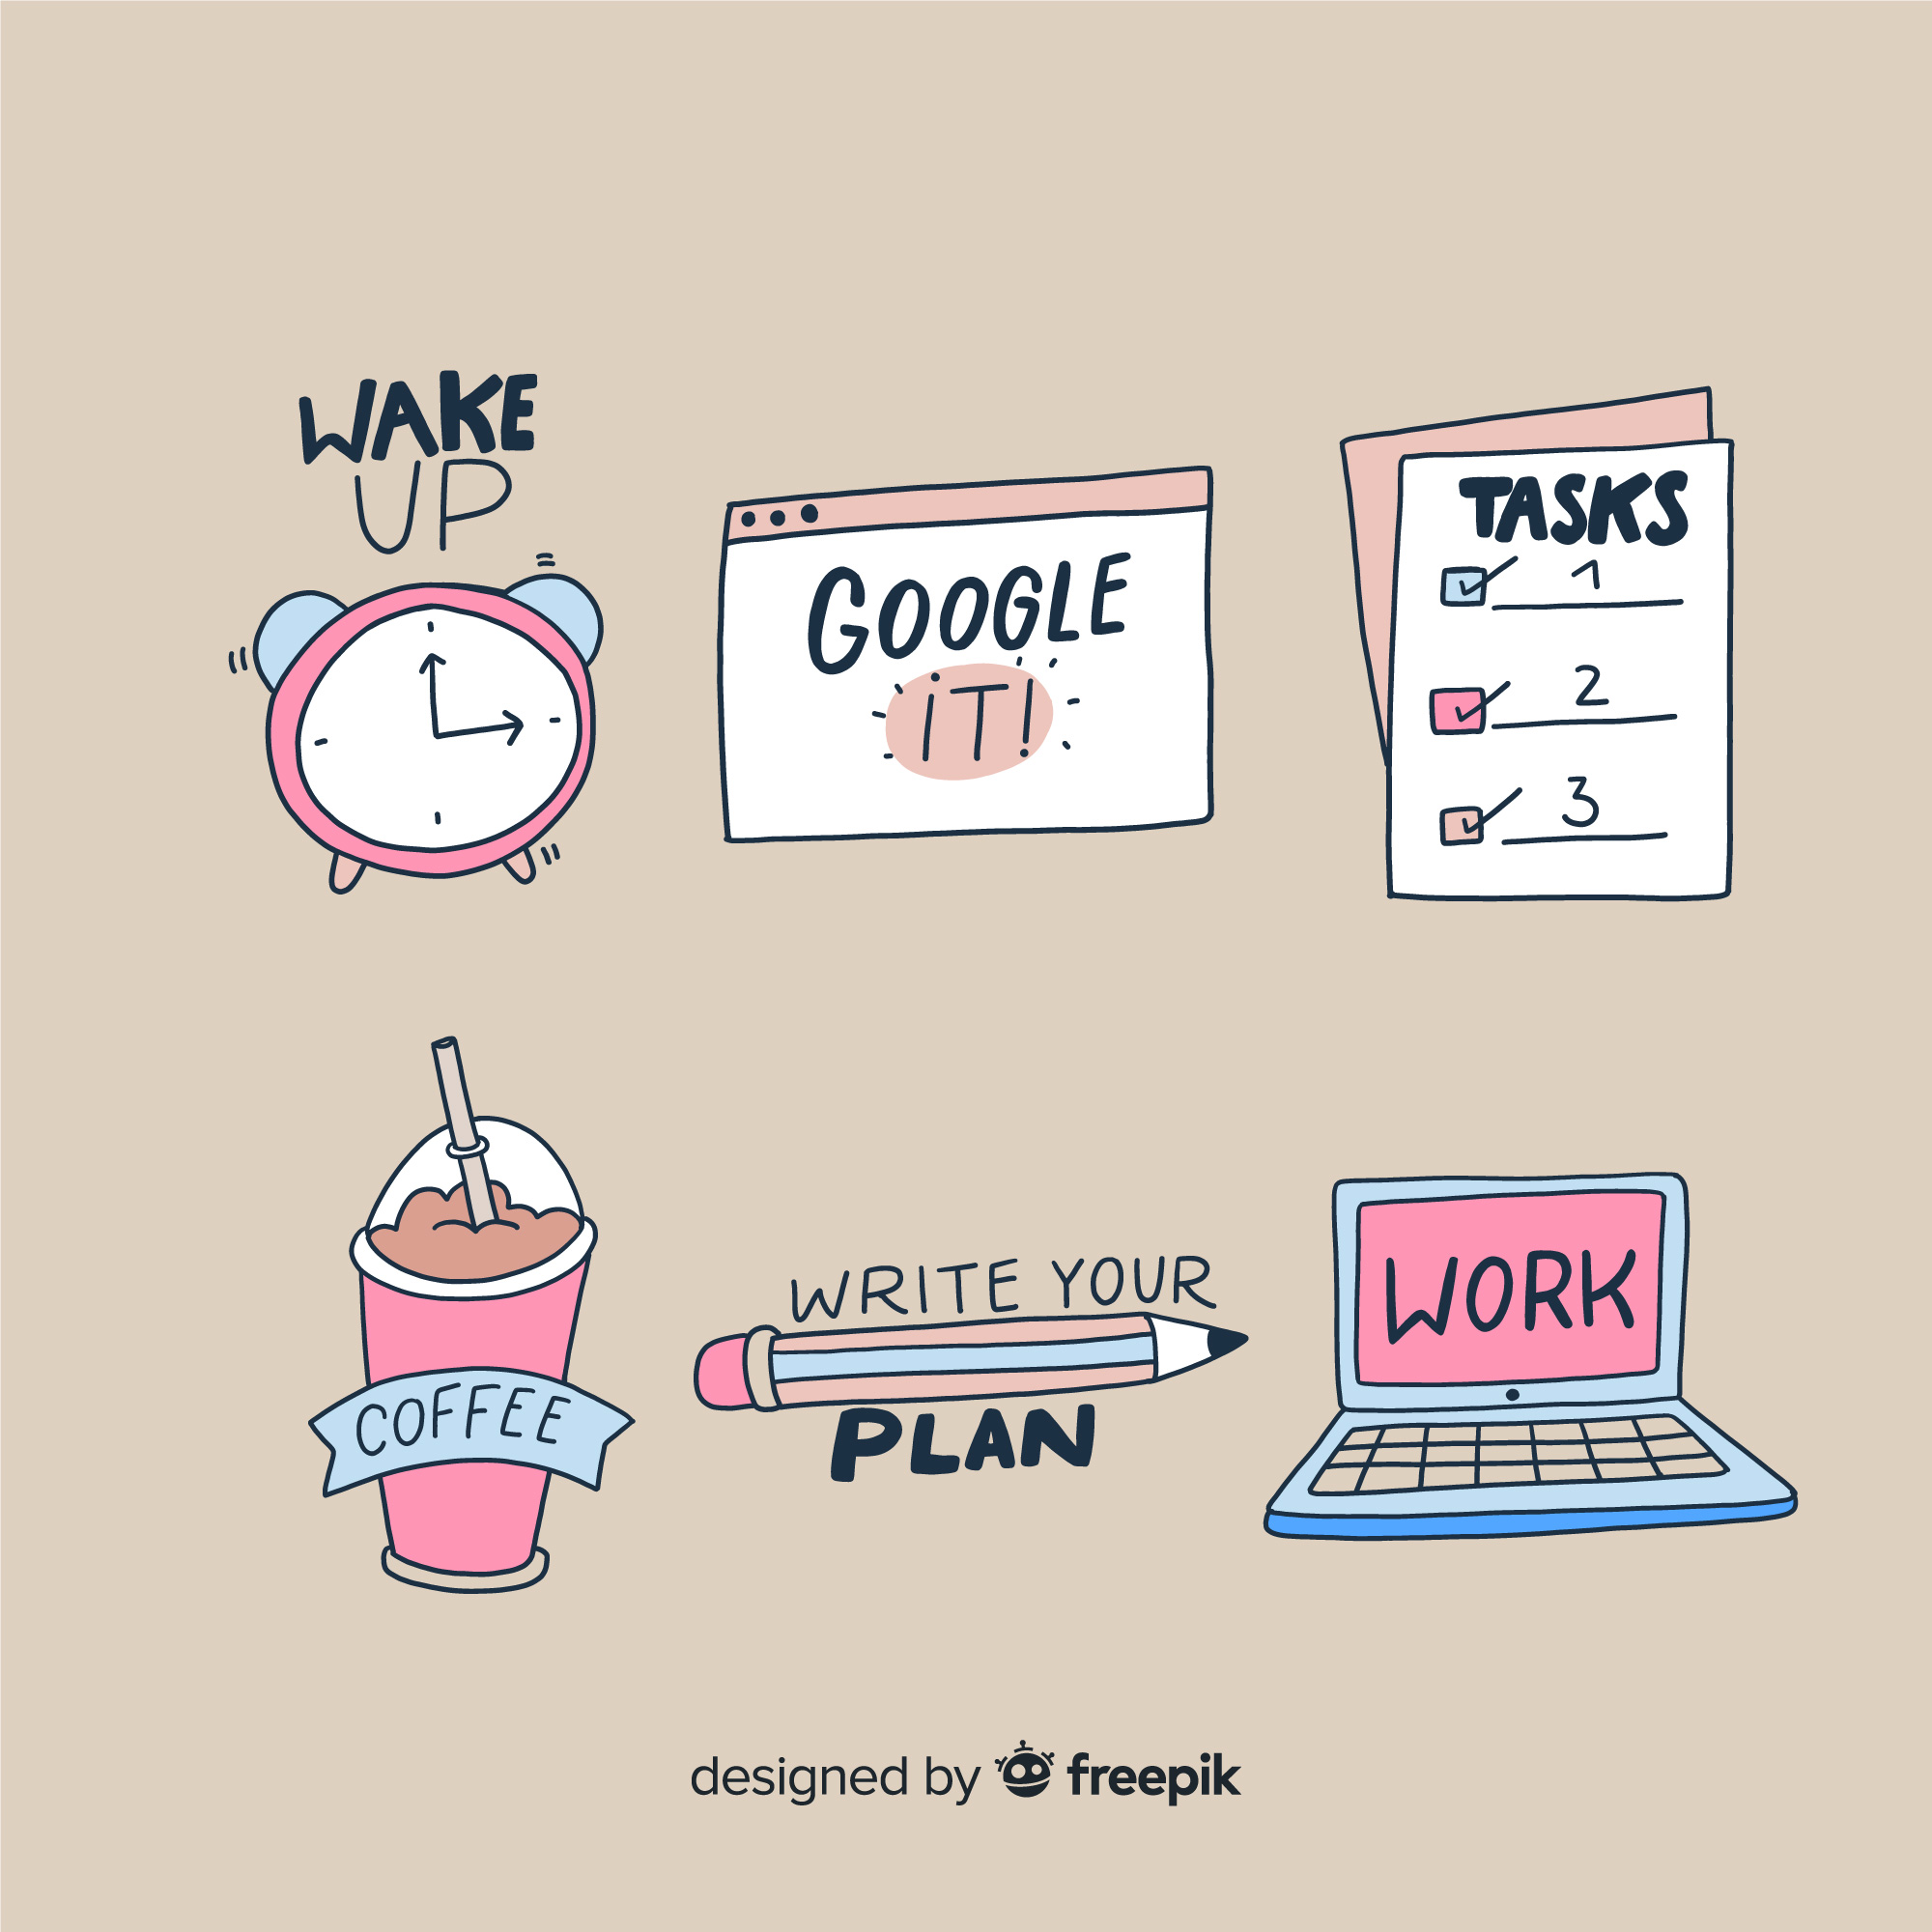 WAKE
UP
GOOGLE
iT!
TASKS
1
2
3
COFFEE
WRITE YOUR
PLAN
WORK
designed by freepik